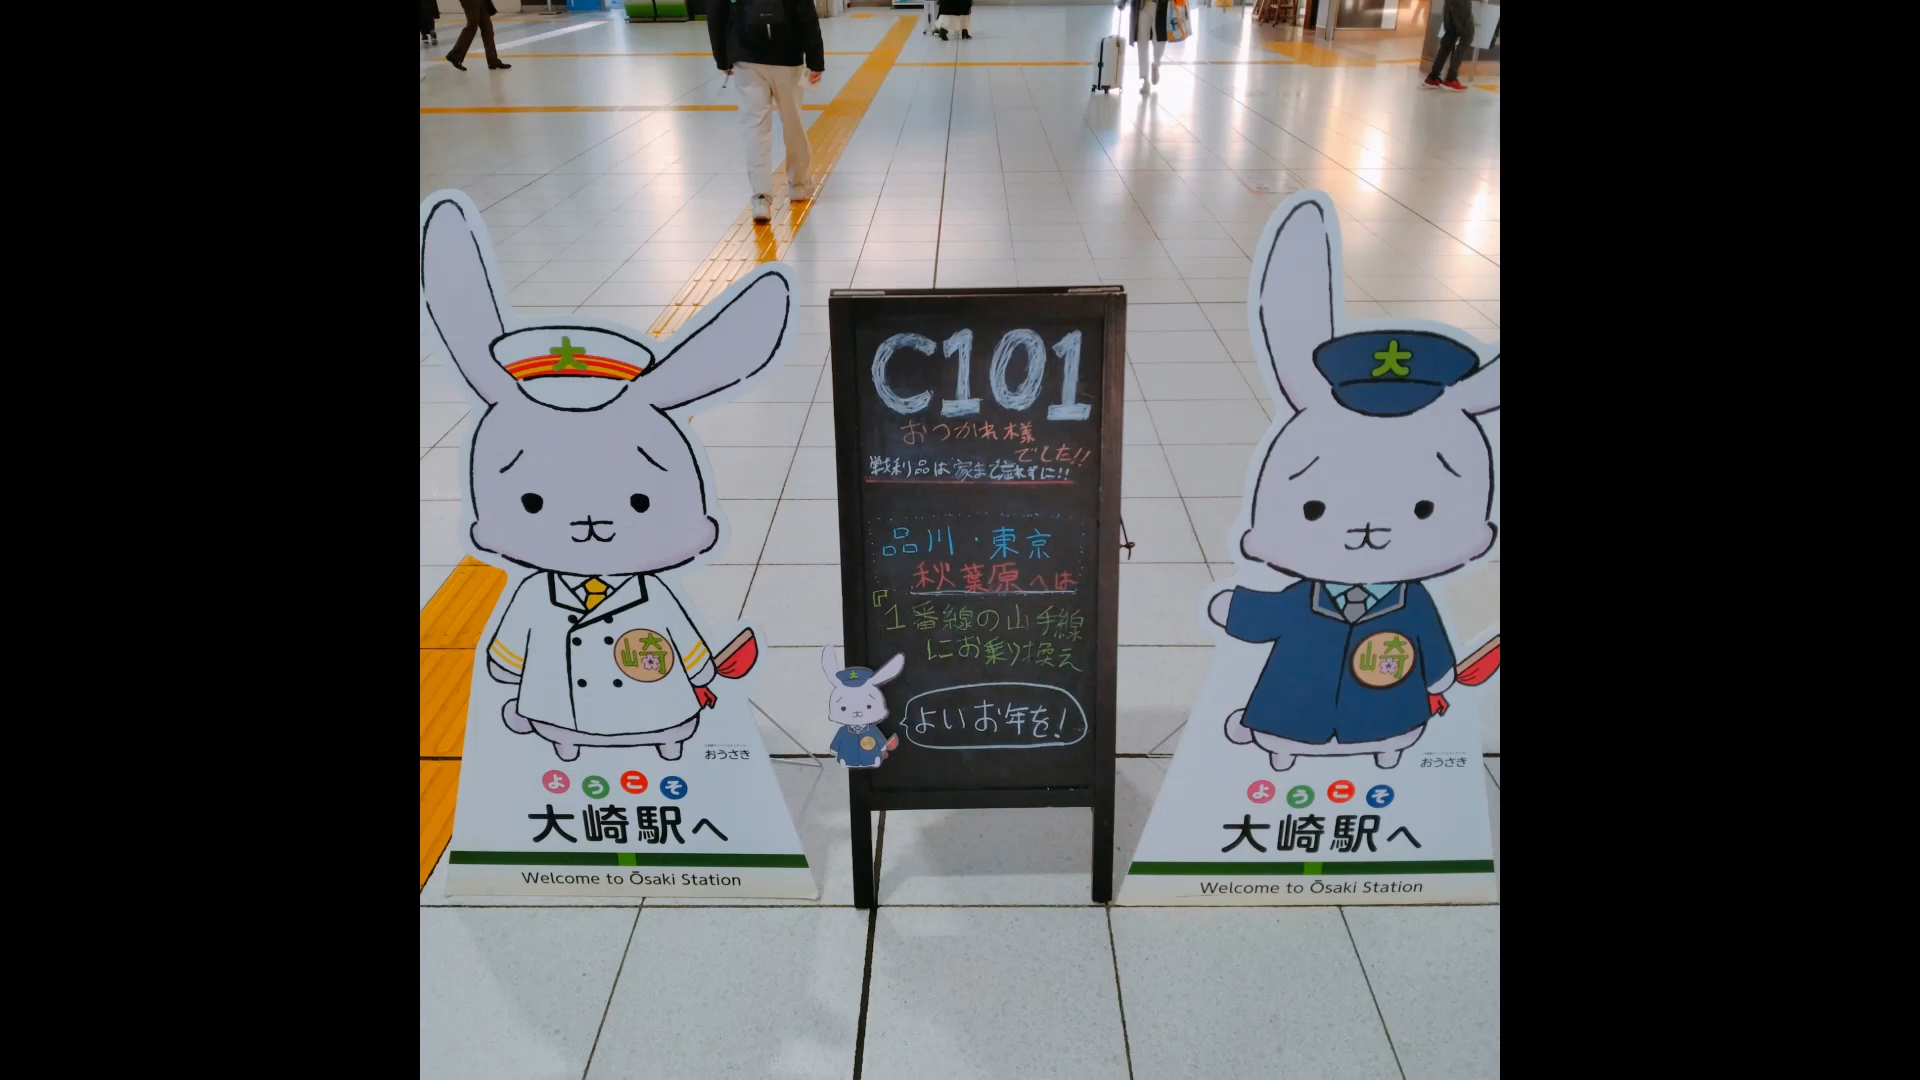 大
大
C101
おつかれ様
でした!!
戦利品は家まで忘れずに!!
品川・東京
秋葉原へは
『1番線の山手線
にお乗り換え
よいお年を!
大
崎
おうさき
ようこそ
大崎駅へ
Welcome to Ōsaki Station
大
崎
おうさき
ようこそ
大崎駅へ
Welcome to Ōsaki Station